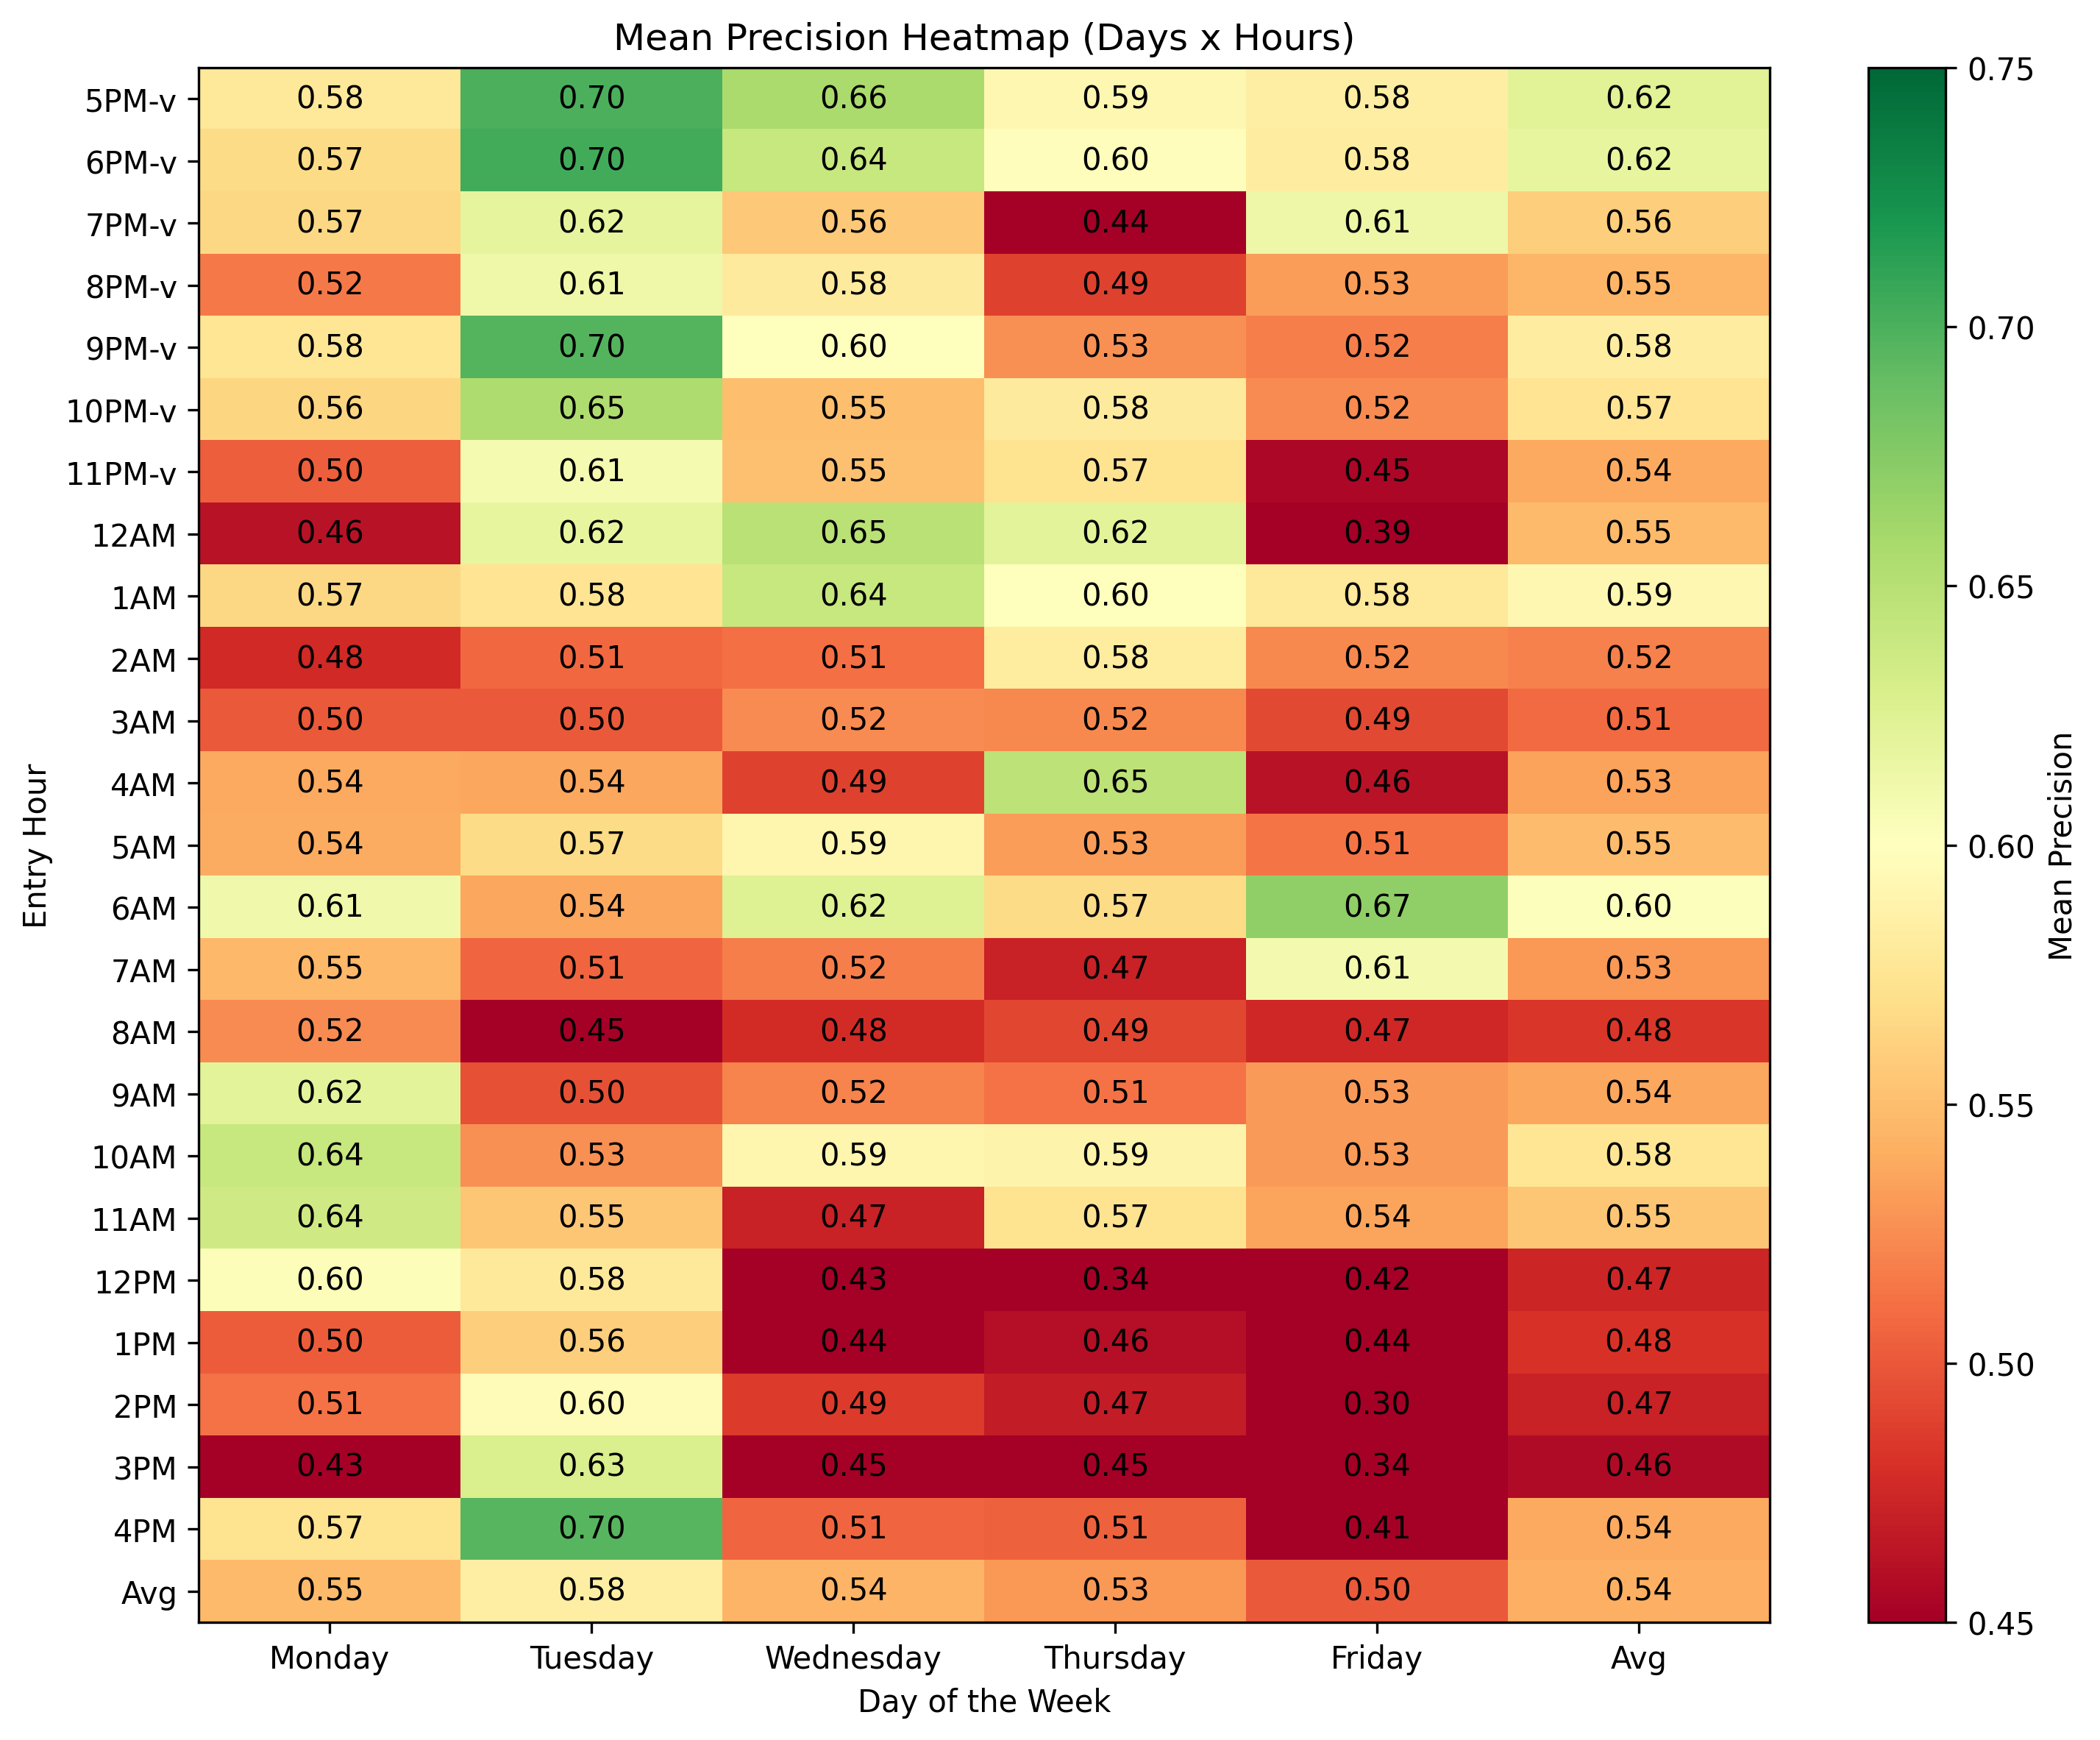 Mean Precision Heatmap (Days x Hours)
5PM-v 0.58 0.70 0.66 0.59 0.58 0.62
6PM-v 0.57 0.70 0.64 0.60 0.58 0.62
7PM-v 0.57 0.62 0.56 0.44 0.61 0.56
8PM-v 0.52 0.61 0.58 0.49 0.53 0.55
9PM-v 0.58 0.70 0.60 0.53 0.52 0.58
10PM-v 0.56 0.65 0.55 0.58 0.52 0.57
11PM-v 0.50 0.61 0.55 0.57 0.45 0.54
12AM 0.46 0.62 0.65 0.62 0.39 0.55
1AM 0.57 0.58 0.64 0.60 0.58 0.59
2AM 0.48 0.51 0.51 0.58 0.52 0.52
3AM 0.50 0.50 0.52 0.52 0.49 0.51
4AM 0.54 0.54 0.49 0.65 0.46 0.53
5AM 0.54 0.57 0.59 0.53 0.51 0.55
6AM 0.61 0.54 0.62 0.57 0.67 0.60
7AM 0.55 0.51 0.52 0.47 0.61 0.53
8AM 0.52 0.45 0.48 0.49 0.47 0.48
9AM 0.62 0.50 0.52 0.51 0.53 0.54
10AM 0.64 0.53 0.59 0.59 0.53 0.58
11AM 0.64 0.55 0.47 0.57 0.54 0.55
12PM 0.60 0.58 0.43 0.34 0.42 0.47
1PM 0.50 0.56 0.44 0.46 0.44 0.48
2PM 0.51 0.60 0.49 0.47 0.30 0.47
3PM 0.43 0.63 0.45 0.45 0.34 0.46
4PM 0.57 0.70 0.51 0.51 0.41 0.54
Avg 0.55 0.58 0.54 0.53 0.50 0.54
Monday Tuesday Wednesday Thursday Friday Avg
Day of the Week
Entry Hour
0.75
0.70
0.65
0.60
0.55
0.50
0.45
Mean Precision